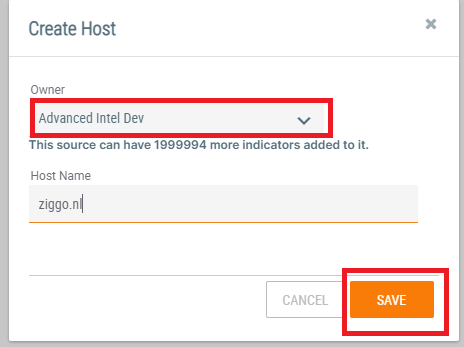 Create Host
×
Owner
Advanced Intel Dev
This source can have 1999994 more indicators added to it.
Host Name
ziggo.nl
CANCEL
SAVE